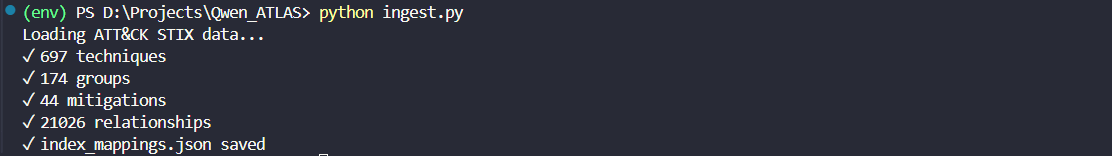 (env) PS D:\Projects\Qwen_ATLAS> python ingest.py
Loading ATT&CK STIX data...
✓ 697 techniques
✓ 174 groups
✓ 44 mitigations
✓ 21026 relationships
✓ index_mappings.json saved